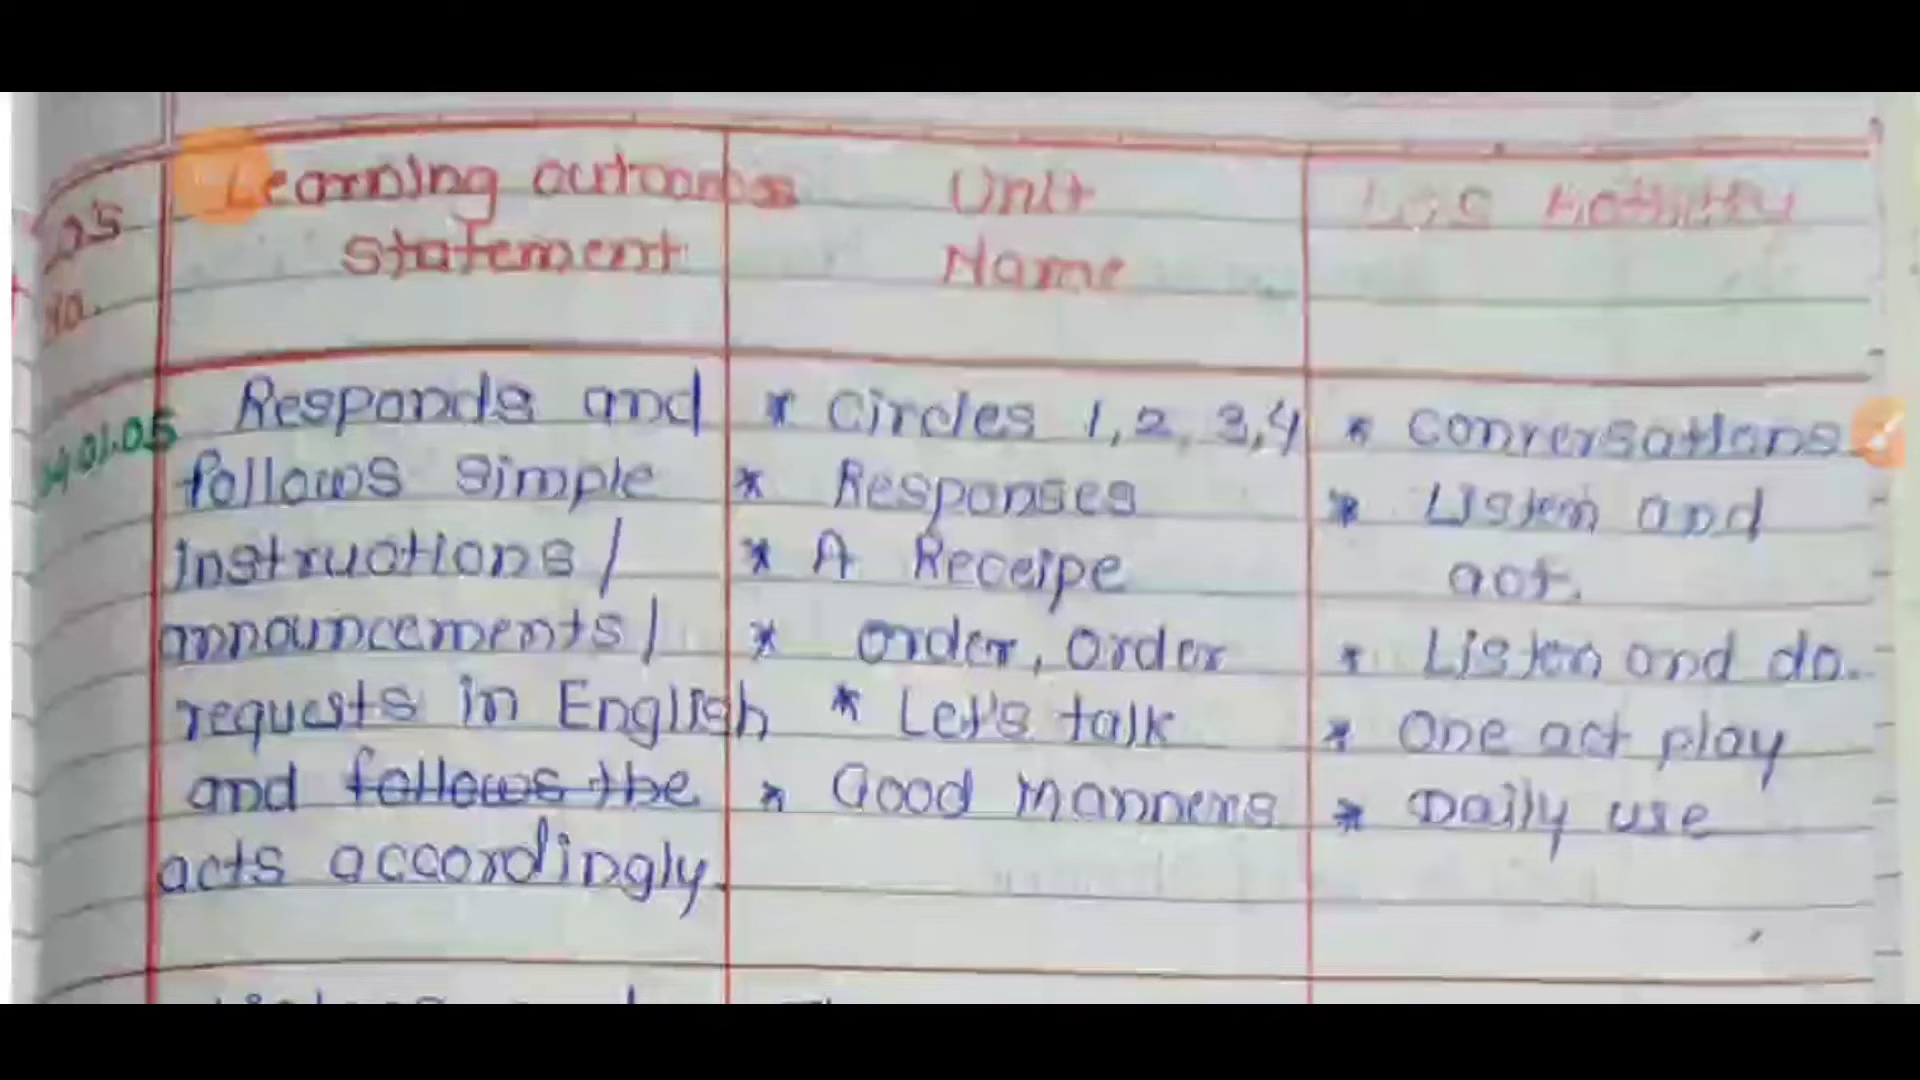 Learning outcomes Unit
statement Name
No.
Responds and * Circles 1, 2, 3, 4 * Conversations
follows simple * Responses * Listen and
instructions / * A Receipe act.
announcements / * order, order * Listen and do.
requests in English * Let's talk * One act play
and follows the * Good manners * Daily use
acts accordingly.